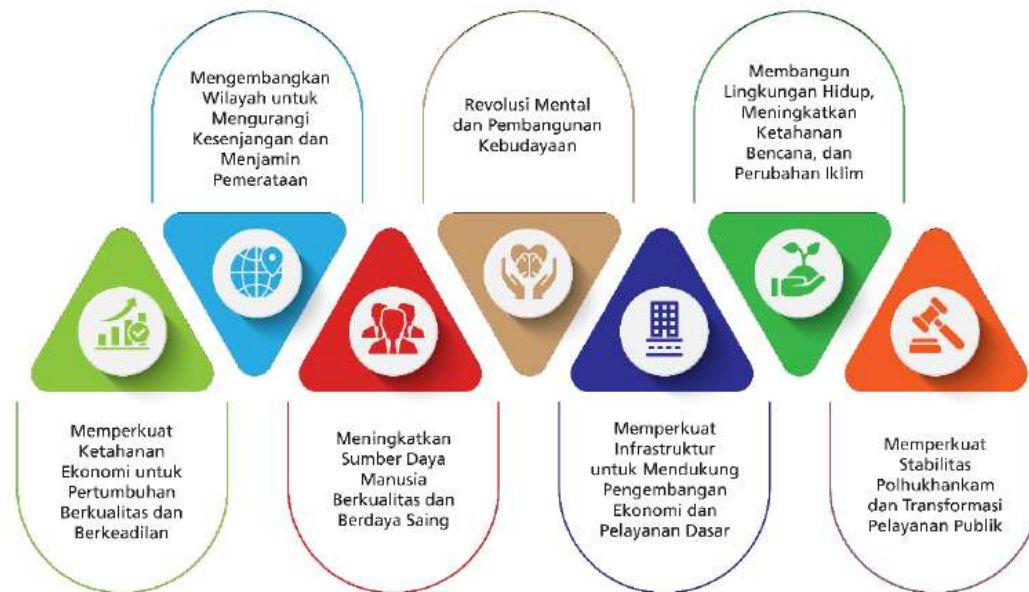 Mengembangkan
Wilayah untuk
Mengurangi
Kesenjangan dan
Menjamin
Pemerataan
Revolusi Mental
dan Pembangunan
Kebudayaan
Membangun
Lingkungan Hidup,
Meningkatkan
Ketahanan
Bencana, dan
Perubahan Iklim
Memperkuat
Ketahanan
Ekonomi untuk
Pertumbuhan
Berkualitas dan
Berkeadilan
Meningkatkan
Sumber Daya
Manusia
Berkualitas dan
Berdaya Saing
Memperkuat
Infrastruktur
untuk Mendukung
Pengembangan
Ekonomi dan
Pelayanan Dasar
Memperkuat
Stabilitas
Polhukhankam
dan Transformasi
Pelayanan Publik